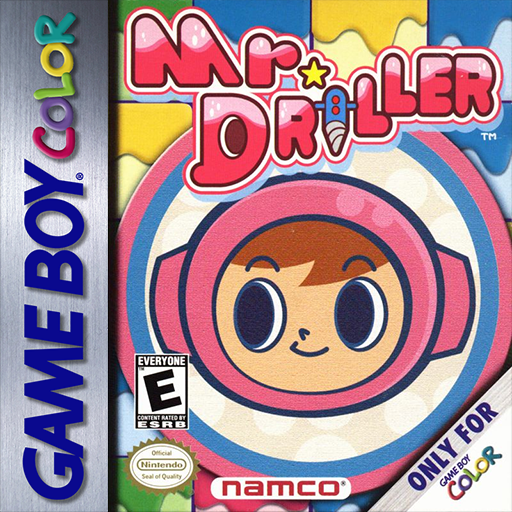 GAME BOY COLOR
Mr.
DRILLER
™
EVERYONE
E
CONTENT RATED BY
ESRB
Official
Nintendo
Seal of Quality
namco®
ONLY FOR
GAME BOY
COLOR